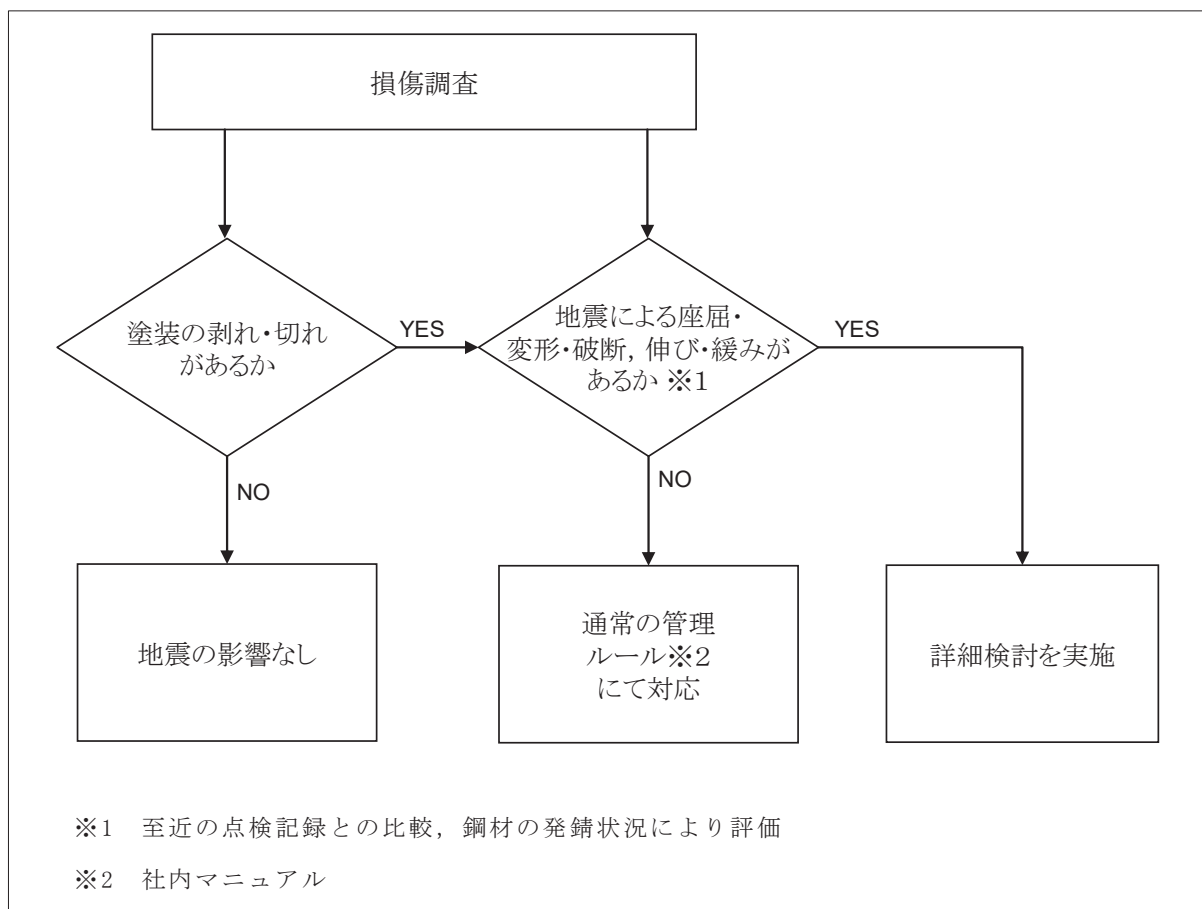 損傷調査
塗装の剥れ・切れ
があるか
YES
地震による座屈・
変形・破断, 伸び・緩みが
あるか ※1
YES
NO
NO
地震の影響なし
通常の管理
ルール※2
にて対応
詳細検討を実施
※1 至近の点検記録との比較, 鋼材の発錆状況により評価
※2 社内マニュアル